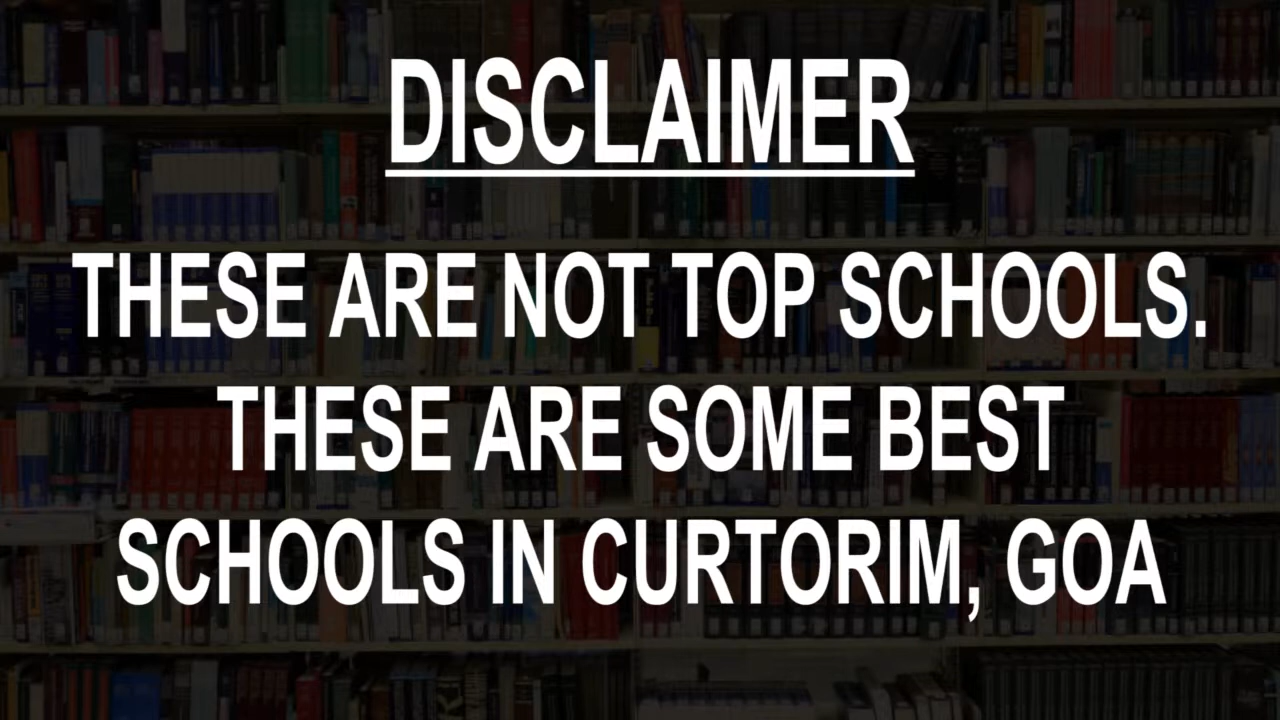 DISCLAIMER
THESE ARE NOT TOP SCHOOLS.
THESE ARE SOME BEST
SCHOOLS IN CURTORIM, GOA